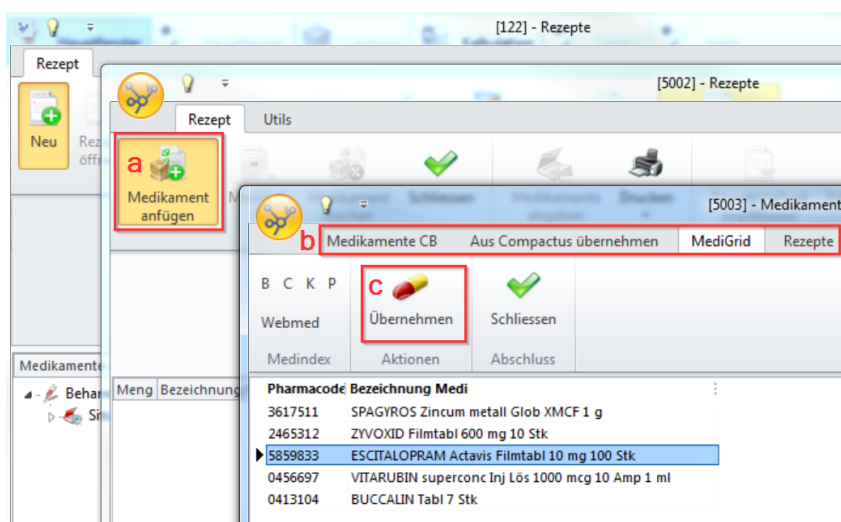 [122] - Rezepte
Rezept
[5002] - Rezepte
Rezept Utils
Neu
a
Medikament
anfügen
Schliessen
Drucken
[5003] - Medikament
b
Medikamente CB Aus Compactus übernehmen MediGrid Rezepte
B C K P
c
Webmed Übernehmen Schliessen
Medindex Aktionen Abschluss
Medikamente
Behan
Meng Bezeichnung
Pharmacode Bezeichnung Medi
3617511 SPAGYROS Zincum metall Glob XMCF 1 g
2465312 ZYVOXID Filmtabl 600 mg 10 Stk
5859833 ESCITALOPRAM Actavis Filmtabl 10 mg 100 Stk
0456697 VITARUBIN superconc Inj Lös 1000 mcg 10 Amp 1 ml
0413104 BUCCALIN Tabl 7 Stk